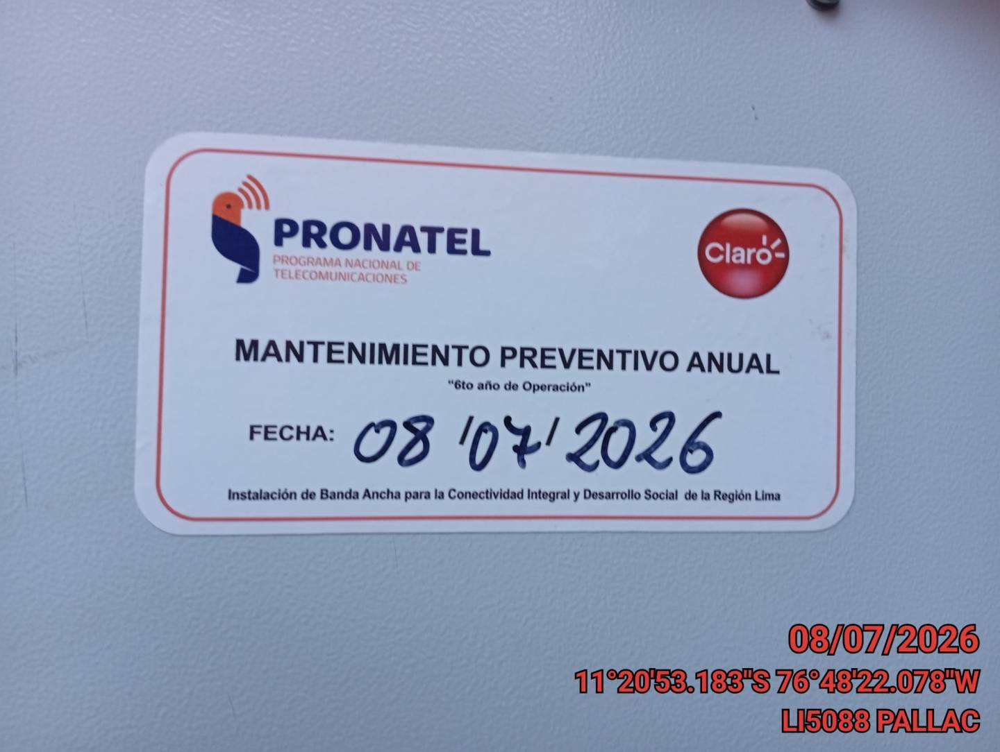 PRONATEL
PROGRAMA NACIONAL DE
TELECOMUNICACIONES
Claro
MANTENIMIENTO PREVENTIVO ANUAL
"6to año de Operación"
FECHA: 08/07/2026
Instalación de Banda Ancha para la Conectividad Integral y Desarrollo Social de la Región Lima
08/07/2026
11°20'53.183"S 76°48'22.078"W
LI5088 PALLAC